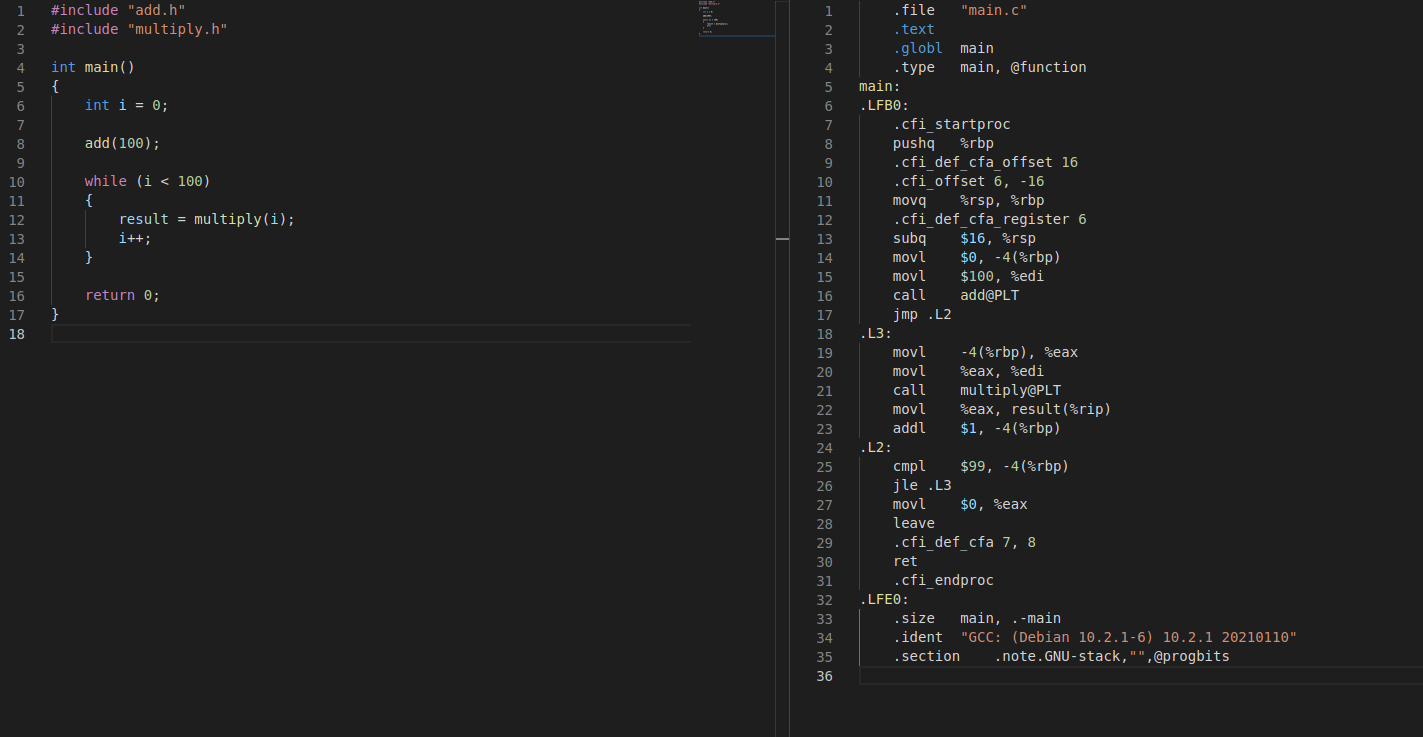 1 #include "add.h"
2 #include "multiply.h"
3
4 int main()
5 {
6     int i = 0;
7
8     add(100);
9
10     while (i < 100)
11     {
12         result = multiply(i);
13         i++;
14     }
15
16     return 0;
17 }
18
1     .file   "main.c"
2     .text
3     .globl  main
4     .type   main, @function
5 main:
6 .LFB0:
7     .cfi_startproc
8     pushq   %rbp
9     .cfi_def_cfa_offset 16
10     .cfi_offset 6, -16
11     movq    %rsp, %rbp
12     .cfi_def_cfa_register 6
13     subq    $16, %rsp
14     movl    $0, -4(%rbp)
15     movl    $100, %edi
16     call    add@PLT
17     jmp .L2
18 .L3:
19     movl    -4(%rbp), %eax
20     movl    %eax, %edi
21     call    multiply@PLT
22     movl    %eax, result(%rip)
23     addl    $1, -4(%rbp)
24 .L2:
25     cmpl    $99, -4(%rbp)
26     jle .L3
27     movl    $0, %eax
28     leave
29     .cfi_def_cfa 7, 8
30     ret
31     .cfi_endproc
32 .LFE0:
33     .size   main, .-main
34     .ident  "GCC: (Debian 10.2.1-6) 10.2.1 20210110"
35     .section    .note.GNU-stack,"",@progbits
36